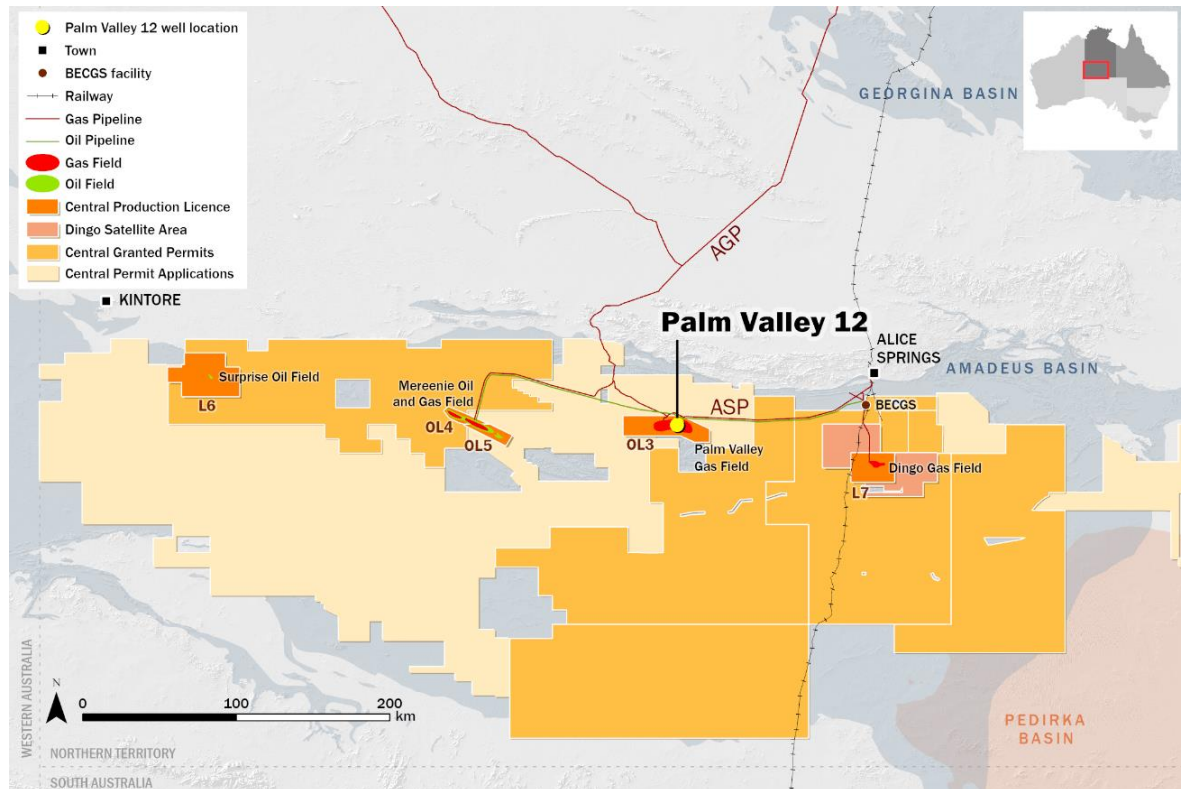 Palm Valley 12 well location
Town
BECGS facility
Railway
Gas Pipeline
Oil Pipeline
Gas Field
Oil Field
Central Production Licence
Dingo Satellite Area
Central Granted Permits
Central Permit Applications
GEORGINA BASIN
AGP
KINTORE
Palm Valley 12
ALICE
SPRINGS
AMADEUS BASIN
Surprise Oil Field
L6
Mereenie Oil
and Gas Field
OL4
OL5
ASP
BECGS
OL3
Palm Valley
Gas Field
Dingo Gas Field
L7
N
0 100 200
km
WESTERN AUSTRALIA
NORTHERN TERRITORY
SOUTH AUSTRALIA
PEDIRKA
BASIN